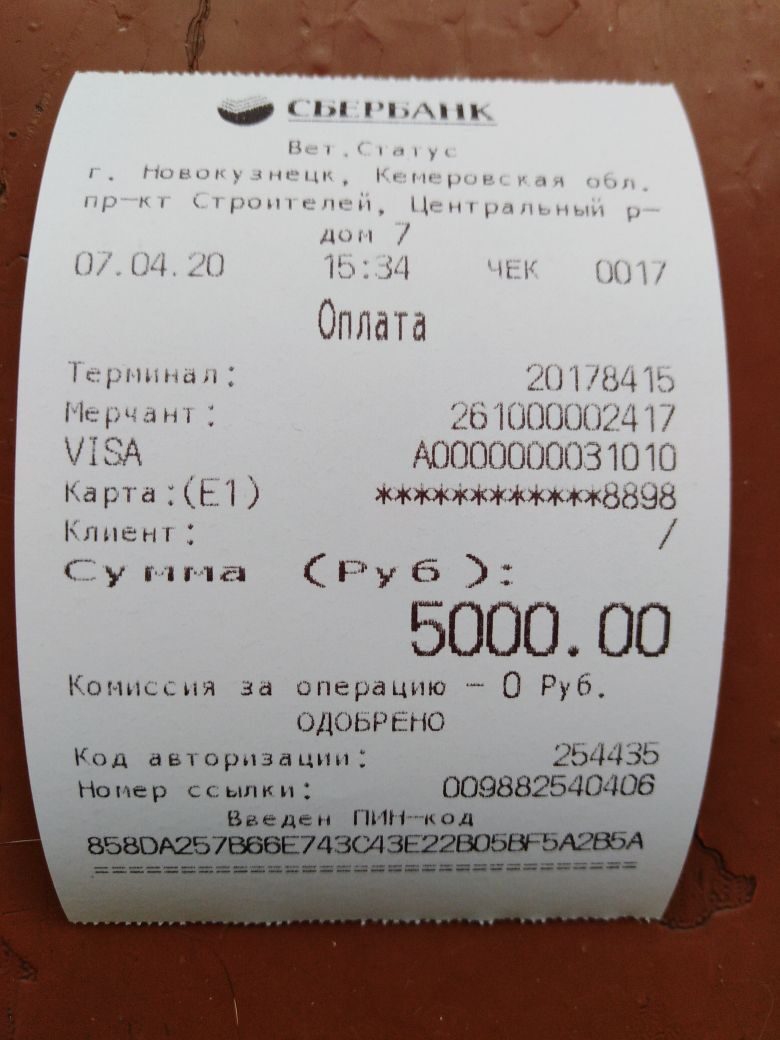 СБЕРБАНК
Вет.Статус
г. Новокузнецк, Кемеровская обл.
пр-кт Строителей, Центральный р-
дом 7
07.04.20 15:34 ЧЕК 0017
Оплата
Терминал: 20178415
Мерчант: 261000002417
VISA A0000000031010
Карта:(E1) ************8898
Клиент: /
Сумма (Руб):
5000.00
Комиссия за операцию - 0 Руб.
ОДОБРЕНО
Код авторизации: 254435
Номер ссылки: 009882540406
Введен ПИН-код
858DA257B66E743C43E22B05BF5A2B5A
================================